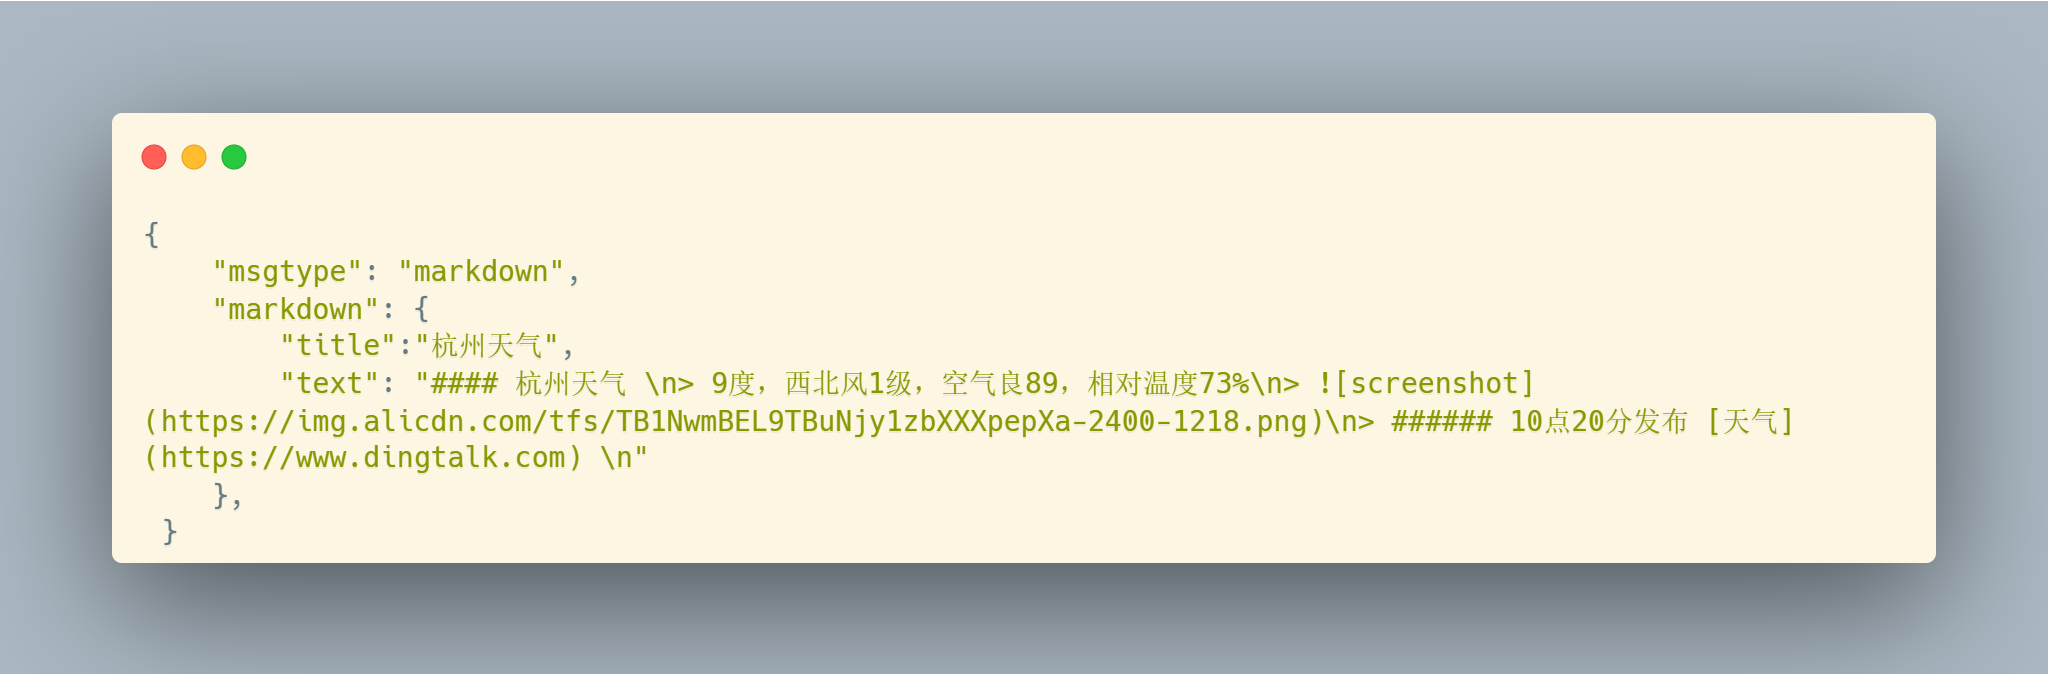 {
    "msgtype": "markdown",
    "markdown": {
        "title":"杭州天气",
        "text": "#### 杭州天气 \n> 9度，西北风1级，空气良89，相对温度73%\n> ![screenshot]
(https://img.alicdn.com/tfs/TB1NwmBEL9TBuNjy1zbXXXpepXa-2400-1218.png)\n> ###### 10点20分发布 [天气]
(https://www.dingtalk.com) \n"
    },
 }